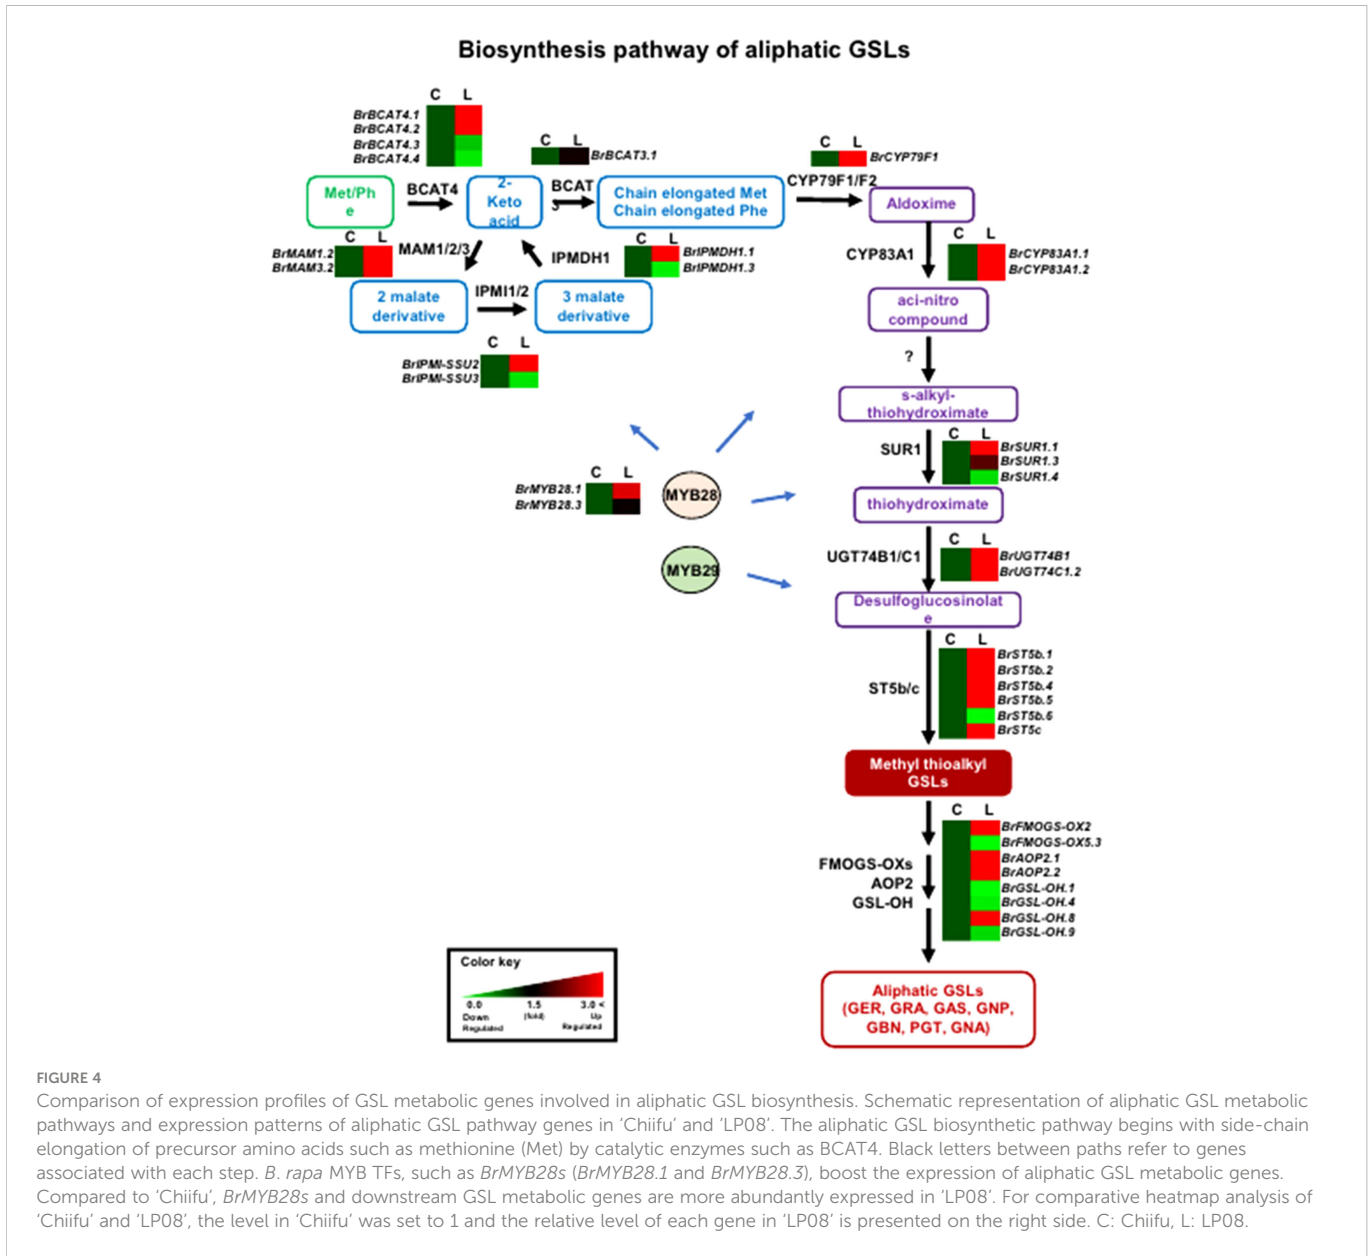 Biosynthesis pathway of aliphatic GSLs
C L
BrBCAT4.1
BrBCAT4.2
BrBCAT4.3
BrBCAT4.4
C L
BrBCAT3.1
C L
BrCYP79F1
Met/Ph
e
BCAT4
2-
Keto
acid
BCAT
3
Chain elongated Met
Chain elongated Phe
CYP79F1/F2
Aldoxime
C L
BrMAM1.2
BrMAM3.2
MAM1/2/3
IPMDH1
C L
BrIPMDH1.1
BrIPMDH1.3
CYP83A1
C L
BrCYP83A1.1
BrCYP83A1.2
2 malate
derivative
IPMI1/2
3 malate
derivative
aci-nitro
compound
C L
BrIPMI-SSU2
BrIPMI-SSU3
?
s-alkyl-
thiohydroximate
SUR1
C L
BrSUR1.1
BrSUR1.3
BrSUR1.4
C L
BrMYB28.1
BrMYB28.3
MYB28
thiohydroximate
MYB29
UGT74B1/C1
C L
BrUGT74B1
BrUGT74C1.2
Desulfoglucosinolat
e
C L
ST5b/c
BrST5b.1
BrST5b.2
BrST5b.4
BrST5b.5
BrST5b.6
BrST5c
Methyl thioalkyl
GSLs
C L
FMOGS-OXs
AOP2
GSL-OH
BrFMOGS-OX2
BrFMOGS-OX5.3
BrAOP2.1
BrAOP2.2
BrGSL-OH.1
BrGSL-OH.4
BrGSL-OH.8
BrGSL-OH.9
Color key
0.0 1.5 3.0 <
Down (fold) Up
Regulated Regulated
Aliphatic GSLs
(GER, GRA, GAS, GNP,
GBN, PGT, GNA)
FIGURE 4
Comparison of expression profiles of GSL metabolic genes involved in aliphatic GSL biosynthesis. Schematic representation of aliphatic GSL metabolic
pathways and expression patterns of aliphatic GSL pathway genes in ‘Chiifu’ and ‘LP08’. The aliphatic GSL biosynthetic pathway begins with side-chain
elongation of precursor amino acids such as methionine (Met) by catalytic enzymes such as BCAT4. Black letters between paths refer to genes
associated with each step. B. rapa MYB TFs, such as BrMYB28s (BrMYB28.1 and BrMYB28.3), boost the expression of aliphatic GSL metabolic genes.
Compared to ‘Chiifu’, BrMYB28s and downstream GSL metabolic genes are more abundantly expressed in ‘LP08’. For comparative heatmap analysis of
‘Chiifu’ and ‘LP08’, the level in ‘Chiifu’ was set to 1 and the relative level of each gene in ‘LP08’ is presented on the right side. C: Chiifu, L: LP08.